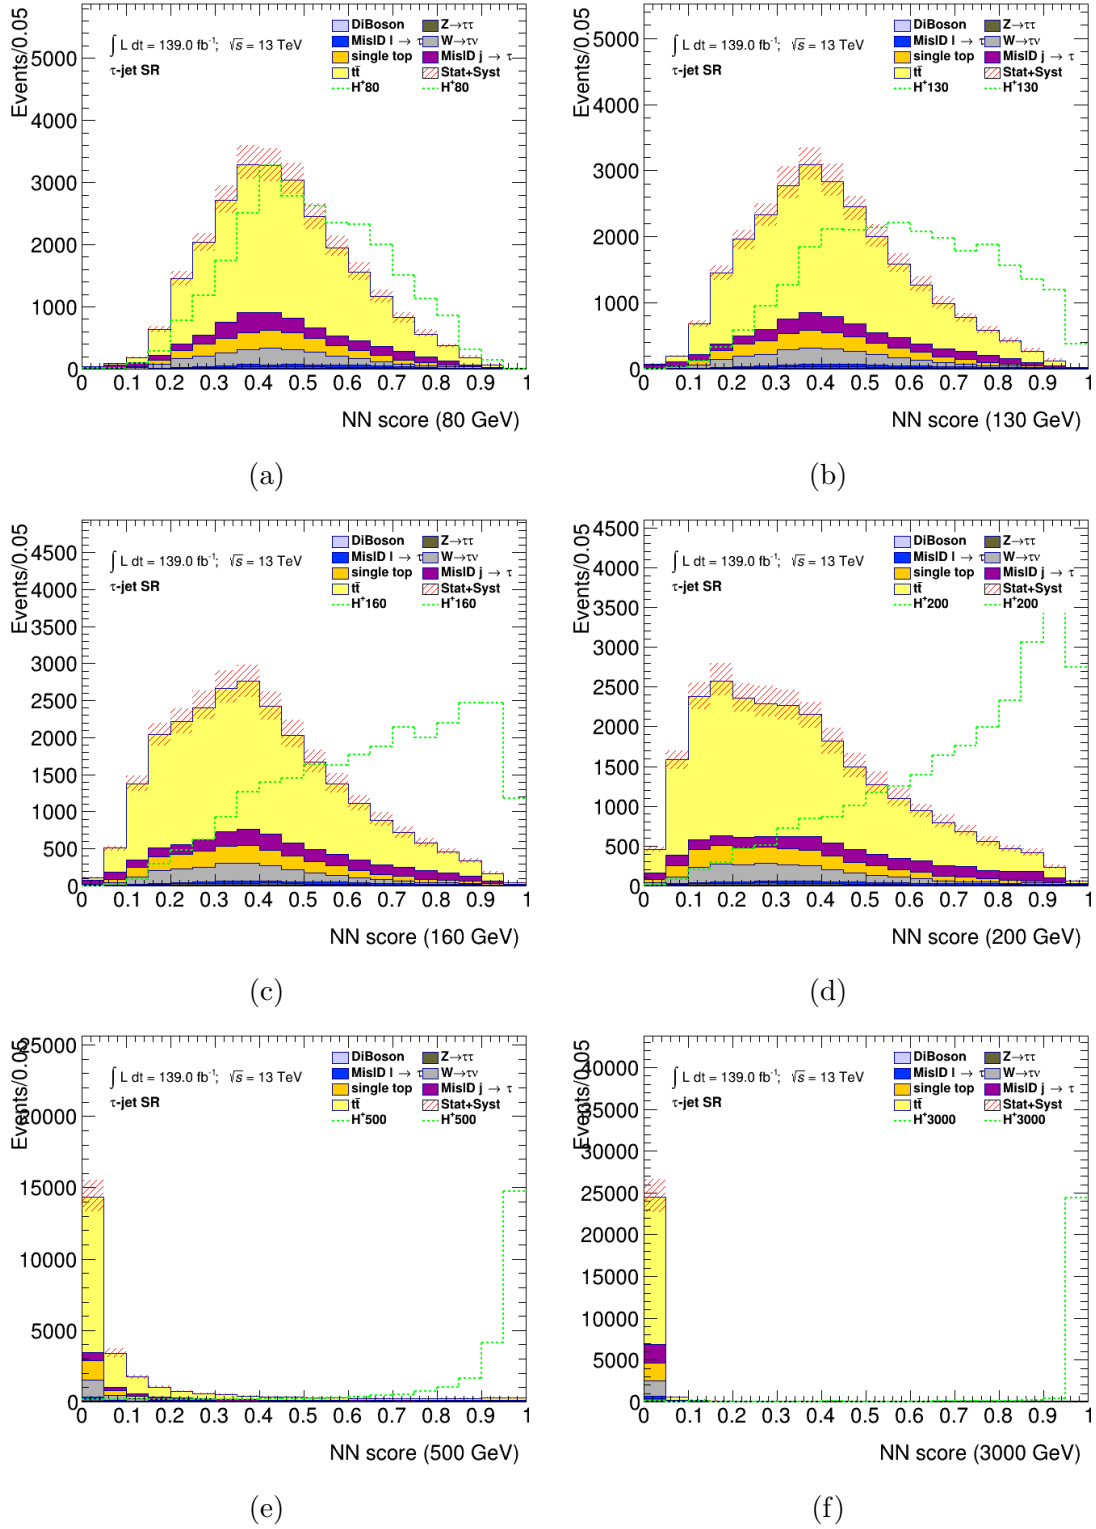 Events/0.05
∫ L dt = 139.0 fb⁻¹; √s = 13 TeV
τ-jet SR
DiBoson Z→ττ
MisID l → τ W→τν
single top MisID j → τ
tt̄ Stat+Syst
H⁺80 H⁺80
5000
4000
3000
2000
1000
0
0 0.1 0.2 0.3 0.4 0.5 0.6 0.7 0.8 0.9 1
NN score (80 GeV)
(a)
Events/0.05
∫ L dt = 139.0 fb⁻¹; √s = 13 TeV
τ-jet SR
DiBoson Z→ττ
MisID l → τ W→τν
single top MisID j → τ
tt̄ Stat+Syst
H⁺130 H⁺130
5000
4000
3000
2000
1000
0
0 0.1 0.2 0.3 0.4 0.5 0.6 0.7 0.8 0.9 1
NN score (130 GeV)
(b)
Events/0.05
∫ L dt = 139.0 fb⁻¹; √s = 13 TeV
τ-jet SR
DiBoson Z→ττ
MisID l → τ W→τν
single top MisID j → τ
tt̄ Stat+Syst
H⁺160 H⁺160
4500
4000
3500
3000
2500
2000
1500
1000
500
0
0 0.1 0.2 0.3 0.4 0.5 0.6 0.7 0.8 0.9 1
NN score (160 GeV)
(c)
Events/0.05
∫ L dt = 139.0 fb⁻¹; √s = 13 TeV
τ-jet SR
DiBoson Z→ττ
MisID l → τ W→τν
single top MisID j → τ
tt̄ Stat+Syst
H⁺200 H⁺200
4500
4000
3500
3000
2500
2000
1500
1000
500
0
0 0.1 0.2 0.3 0.4 0.5 0.6 0.7 0.8 0.9 1
NN score (200 GeV)
(d)
Events/0.05
∫ L dt = 139.0 fb⁻¹; √s = 13 TeV
τ-jet SR
DiBoson Z→ττ
MisID l → τ W→τν
single top MisID j → τ
tt̄ Stat+Syst
H⁺500 H⁺500
25000
20000
15000
10000
5000
0
0 0.1 0.2 0.3 0.4 0.5 0.6 0.7 0.8 0.9 1
NN score (500 GeV)
(e)
Events/0.05
∫ L dt = 139.0 fb⁻¹; √s = 13 TeV
τ-jet SR
DiBoson Z→ττ
MisID l → τ W→τν
single top MisID j → τ
tt̄ Stat+Syst
H⁺3000 H⁺3000
40000
35000
30000
25000
20000
15000
10000
5000
0
0 0.1 0.2 0.3 0.4 0.5 0.6 0.7 0.8 0.9 1
NN score (3000 GeV)
(f)